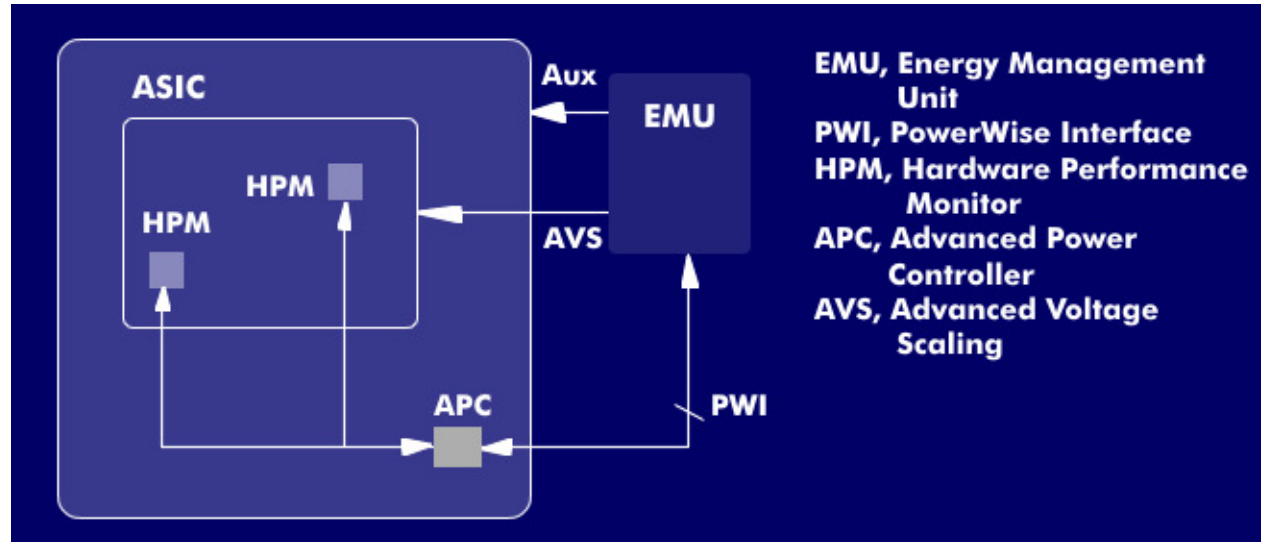 ASIC
HPM
HPM
APC
Aux
EMU
AVS
PWI
EMU, Energy Management
Unit
PWI, PowerWise Interface
HPM, Hardware Performance
Monitor
APC, Advanced Power
Controller
AVS, Advanced Voltage
Scaling